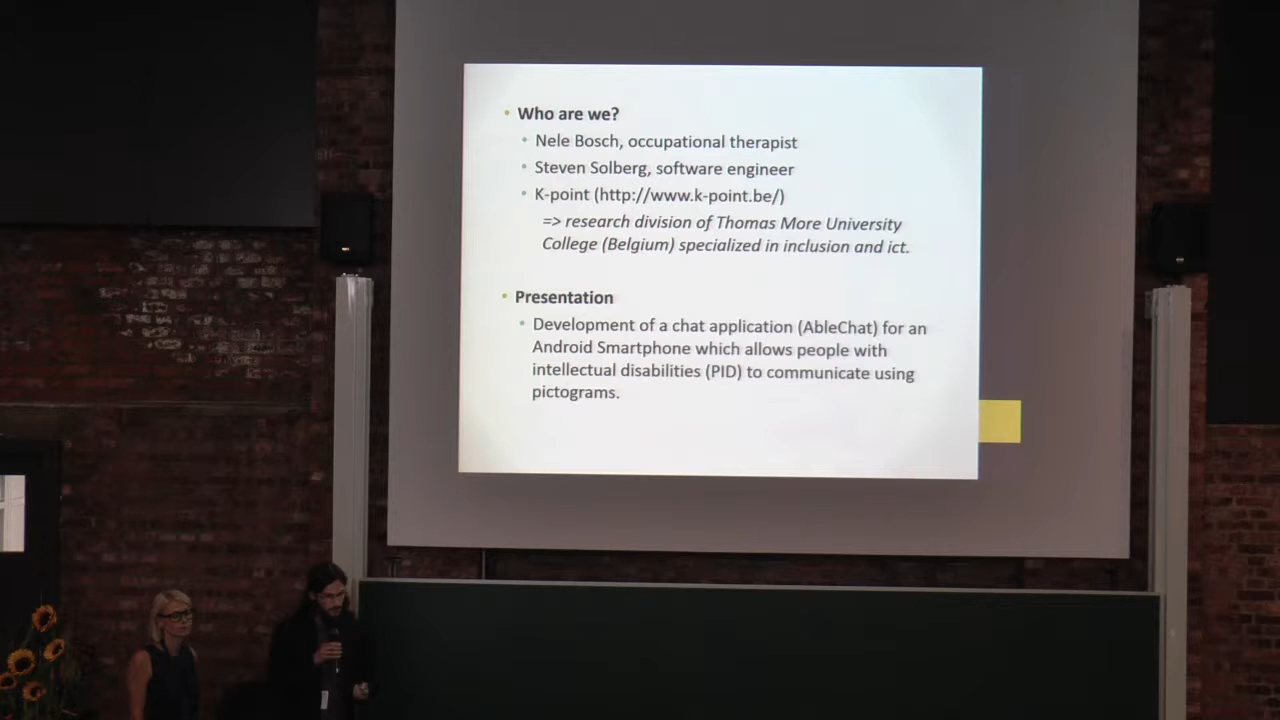 • Who are we?
• Nele Bosch, occupational therapist
• Steven Solberg, software engineer
• K-point (http://www.k-point.be/)
=> research division of Thomas More University
College (Belgium) specialized in inclusion and ict.
• Presentation
• Development of a chat application (AbleChat) for an
Android Smartphone which allows people with
intellectual disabilities (PID) to communicate using
pictograms.